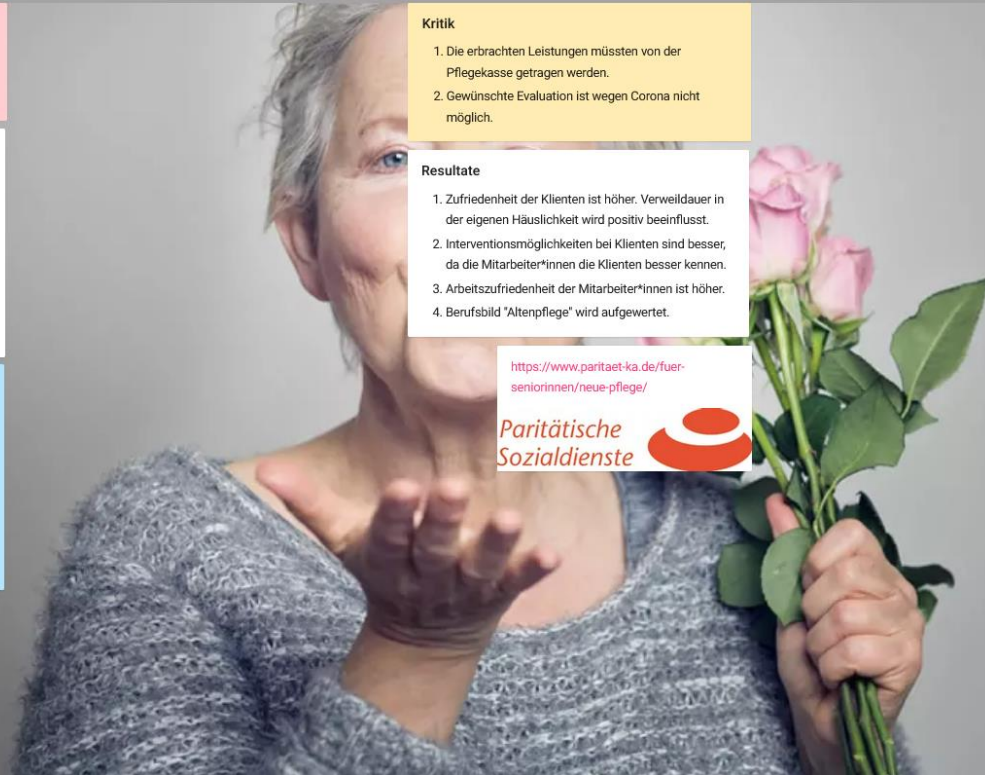 Kritik
1. Die erbrachten Leistungen müssten von der
Pflegekasse getragen werden.
2. Gewünschte Evaluation ist wegen Corona nicht
möglich.
Resultate
1. Zufriedenheit der Klienten ist höher. Verweildauer in
der eigenen Häuslichkeit wird positiv beeinflusst.
2. Interventionsmöglichkeiten bei Klienten sind besser,
da die Mitarbeiter*innen die Klienten besser kennen.
3. Arbeitszufriedenheit der Mitarbeiter*innen ist höher.
4. Berufsbild "Altenpflege" wird aufgewertet.
https://www.paritaet-ka.de/fuer-
seniorinnen/neue-pflege/
Paritätische
Sozialdienste